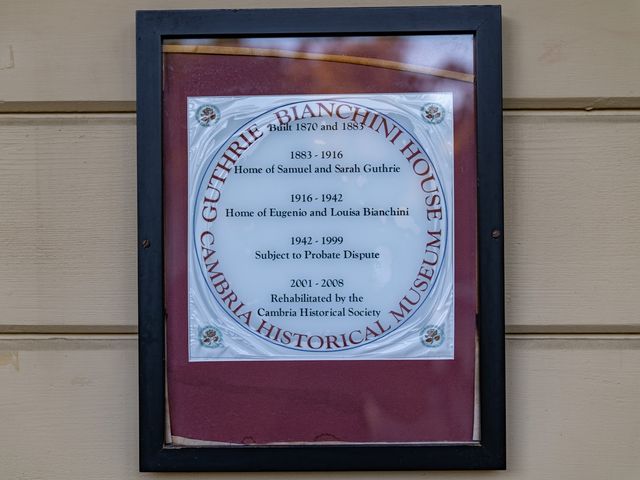 GUTHRIE BIANCHINI HOUSE
Built 1870 and 1883
1883 - 1916
Home of Samuel and Sarah Guthrie
1916 - 1942
Home of Eugenio and Louisa Bianchini
1942 - 1999
Subject to Probate Dispute
2001 - 2008
Rehabilitated by the
Cambria Historical Society
CAMBRIA HISTORICAL MUSEUM